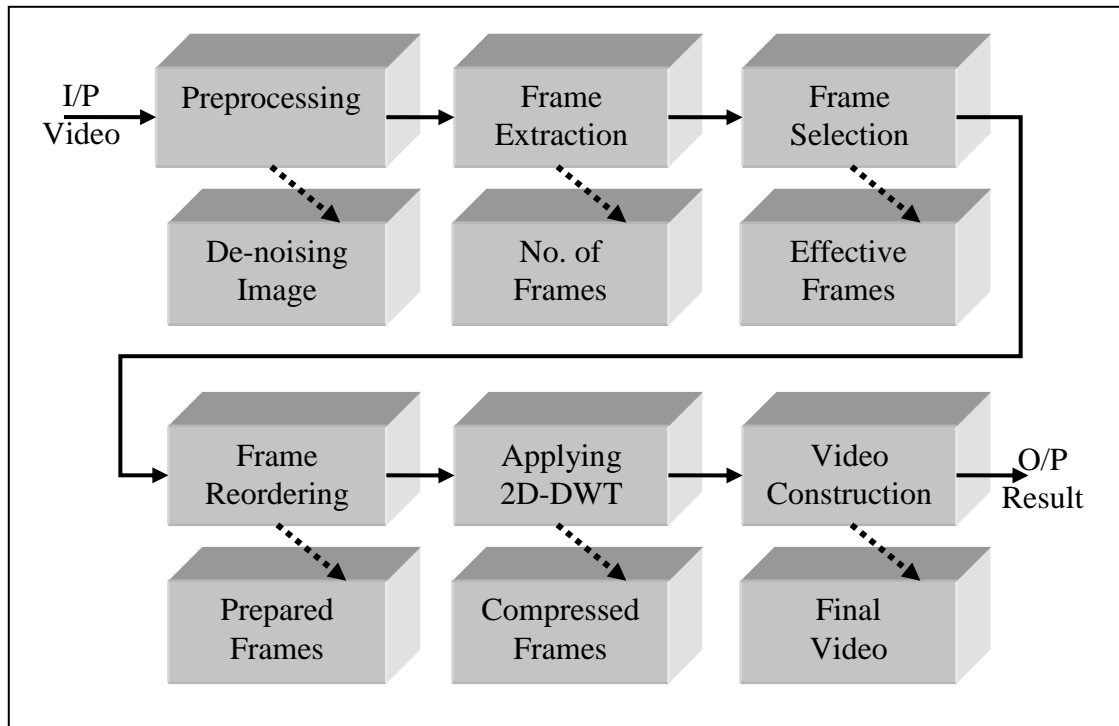 I/P
Video
Preprocessing
Frame
Extraction
Frame
Selection
De-noising
Image
No. of
Frames
Effective
Frames
Frame
Reordering
Applying
2D-DWT
Video
Construction
O/P
Result
Prepared
Frames
Compressed
Frames
Final
Video